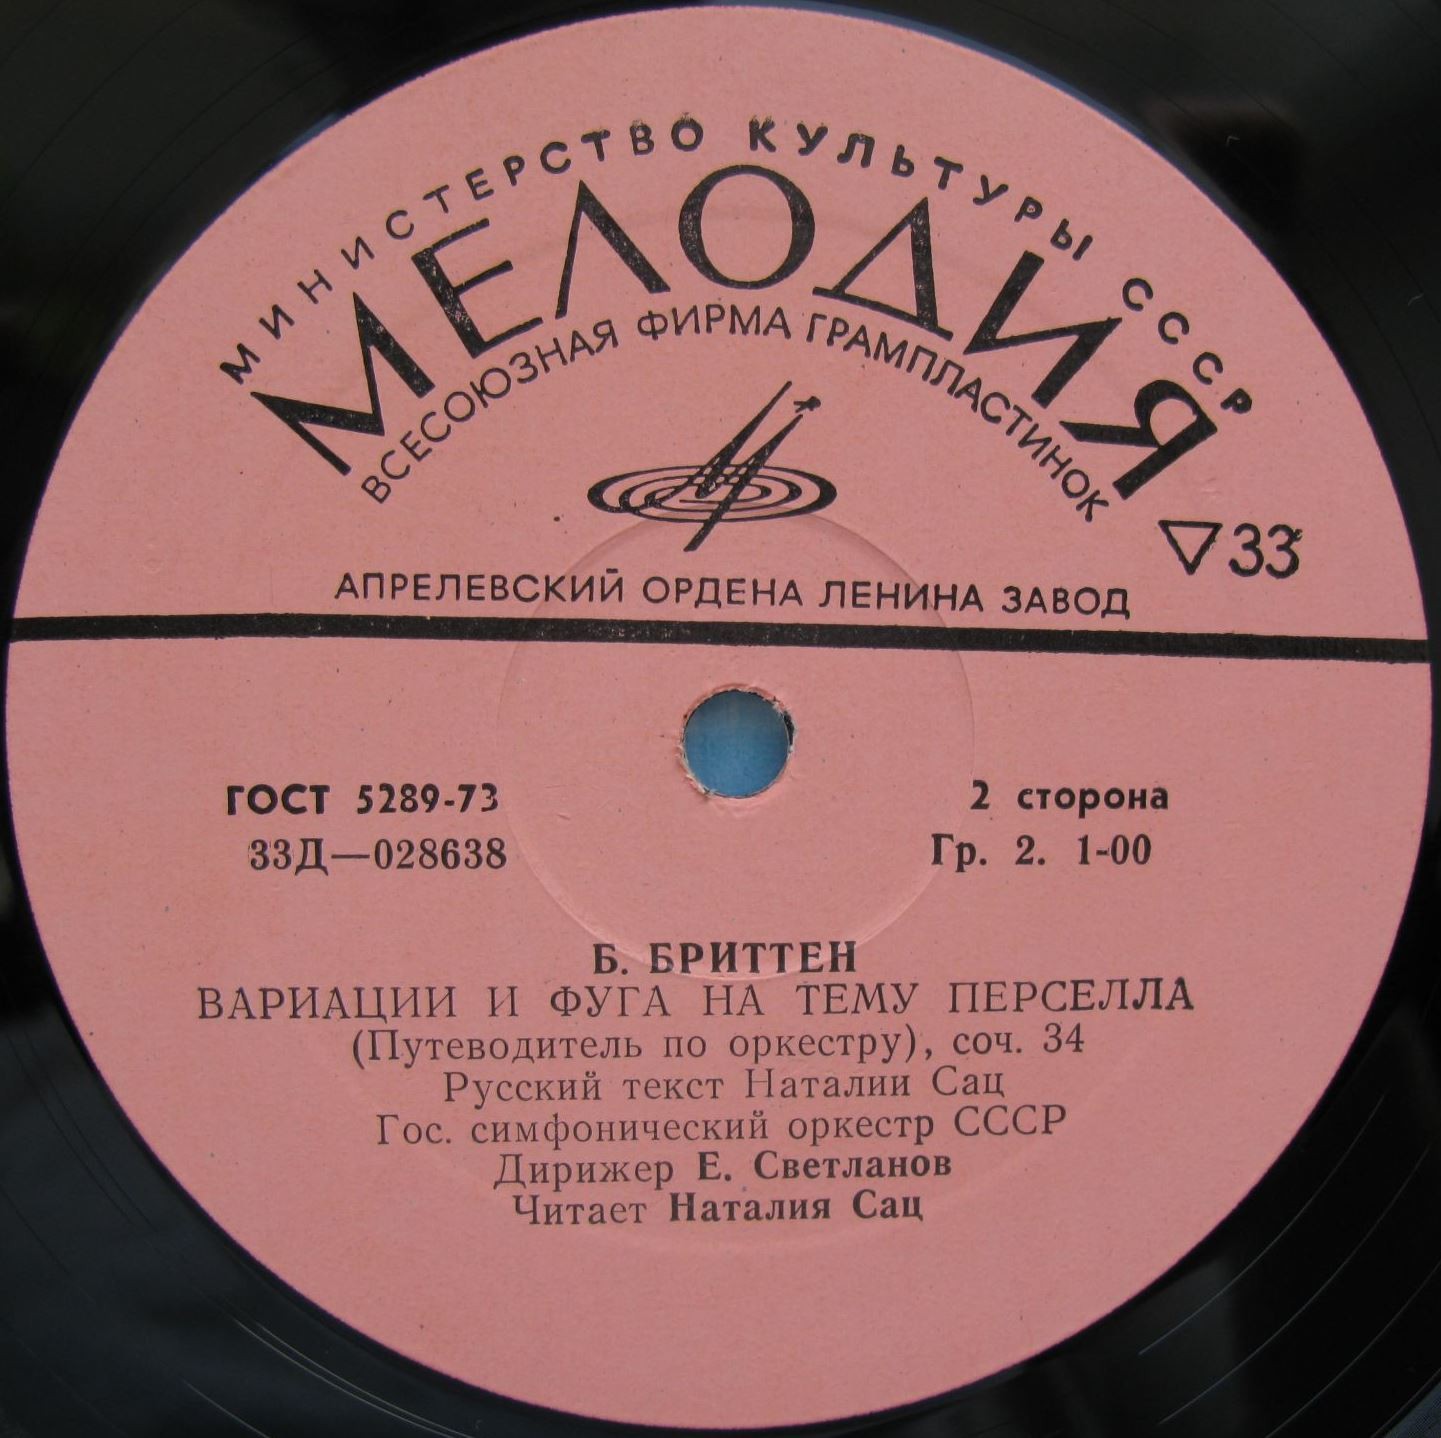 МИНИСТЕРСТВО КУЛЬТУРЫ СССР
МЕЛОДИЯ
ВСЕСОЮЗНАЯ ФИРМА ГРАМПЛАСТИНОК
▽33
АПРЕЛЕВСКИЙ ОРДЕНА ЛЕНИНА ЗАВОД
ГОСТ 5289-73
2 сторона
33Д—028638
Гр. 2. 1-00
Б. БРИТТЕН
ВАРИАЦИИ И ФУГА НА ТЕМУ ПЕРСЕЛЛА
(Путеводитель по оркестру), соч. 34
Русский текст Наталии Сац
Гос. симфонический оркестр СССР
Дирижер Е. Светланов
Читает Наталия Сац